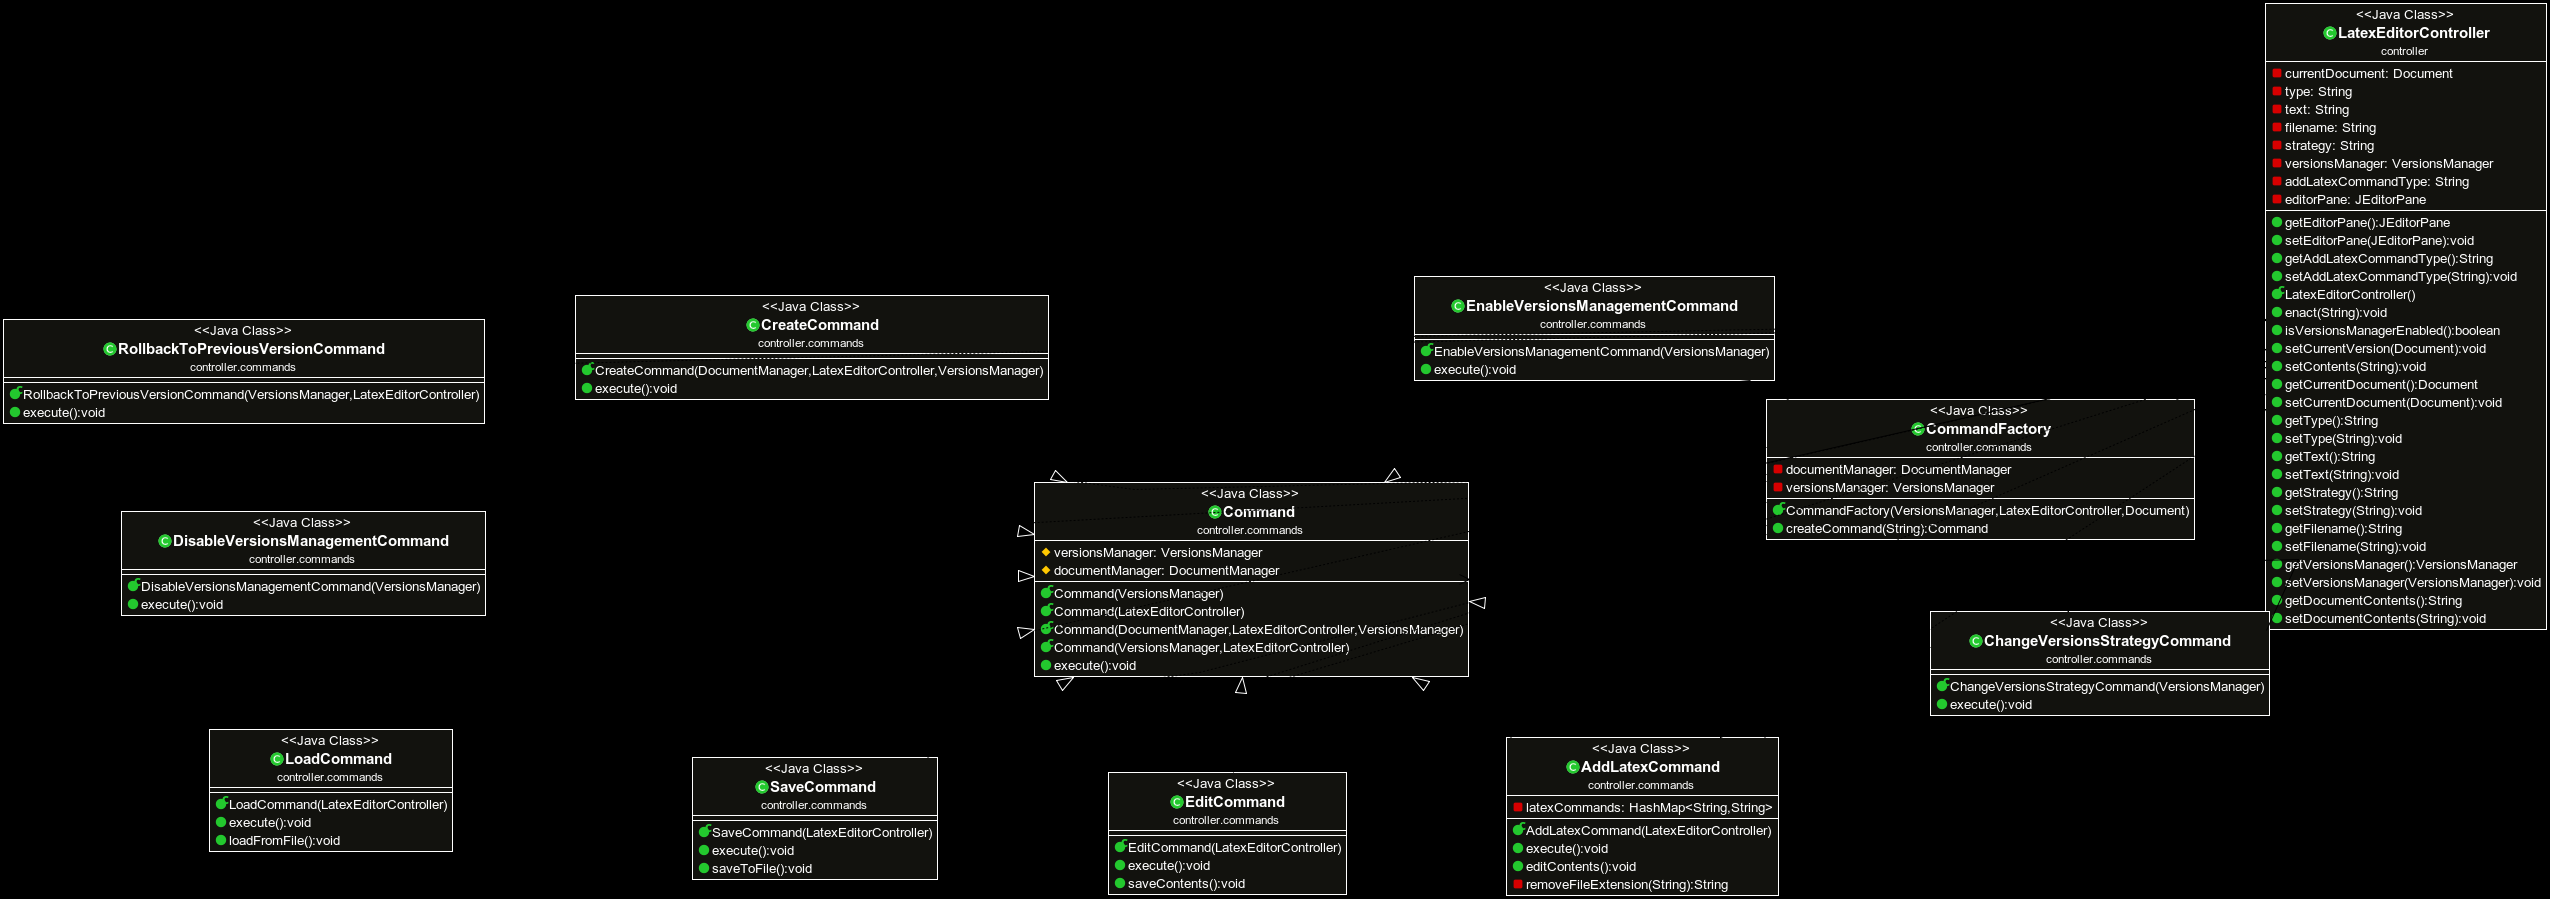 <<Java Class>>
LatexEditorController
controller
currentDocument: Document
type: String
text: String
filename: String
strategy: String
versionsManager: VersionsManager
addLatexCommandType: String
editorPane: JEditorPane
getEditorPane():JEditorPane
setEditorPane(JEditorPane):void
getAddLatexCommandType():String
setAddLatexCommandType(String):void
LatexEditorController()
enact(String):void
isVersionsManagerEnabled():boolean
setCurrentVersion(Document):void
setContents(String):void
getCurrentDocument():Document
setCurrentDocument(Document):void
getType():String
setType(String):void
getText():String
setText(String):void
getStrategy():String
setStrategy(String):void
getFilename():String
setFilename(String):void
getVersionsManager():VersionsManager
setVersionsManager(VersionsManager):void
getDocumentContents():String
setDocumentContents(String):void
<<Java Class>>
RollbackToPreviousVersionCommand
controller.commands
RollbackToPreviousVersionCommand(VersionsManager,LatexEditorController)
execute():void
<<Java Class>>
CreateCommand
controller.commands
CreateCommand(DocumentManager,LatexEditorController,VersionsManager)
execute():void
<<Java Class>>
EnableVersionsManagementCommand
controller.commands
EnableVersionsManagementCommand(VersionsManager)
execute():void
<<Java Class>>
CommandFactory
controller.commands
documentManager: DocumentManager
versionsManager: VersionsManager
CommandFactory(VersionsManager,LatexEditorController,Document)
createCommand(String):Command
<<Java Class>>
DisableVersionsManagementCommand
controller.commands
DisableVersionsManagementCommand(VersionsManager)
execute():void
<<Java Class>>
Command
controller.commands
versionsManager: VersionsManager
documentManager: DocumentManager
Command(VersionsManager)
Command(LatexEditorController)
Command(DocumentManager,LatexEditorController,VersionsManager)
Command(VersionsManager,LatexEditorController)
execute():void
<<Java Class>>
ChangeVersionsStrategyCommand
controller.commands
ChangeVersionsStrategyCommand(VersionsManager)
execute():void
<<Java Class>>
LoadCommand
controller.commands
LoadCommand(LatexEditorController)
execute():void
loadFromFile():void
<<Java Class>>
SaveCommand
controller.commands
SaveCommand(LatexEditorController)
execute():void
saveToFile():void
<<Java Class>>
EditCommand
controller.commands
EditCommand(LatexEditorController)
execute():void
saveContents():void
<<Java Class>>
AddLatexCommand
controller.commands
latexCommands: HashMap<String,String>
AddLatexCommand(LatexEditorController)
execute():void
editContents():void
removeFileExtension(String):String